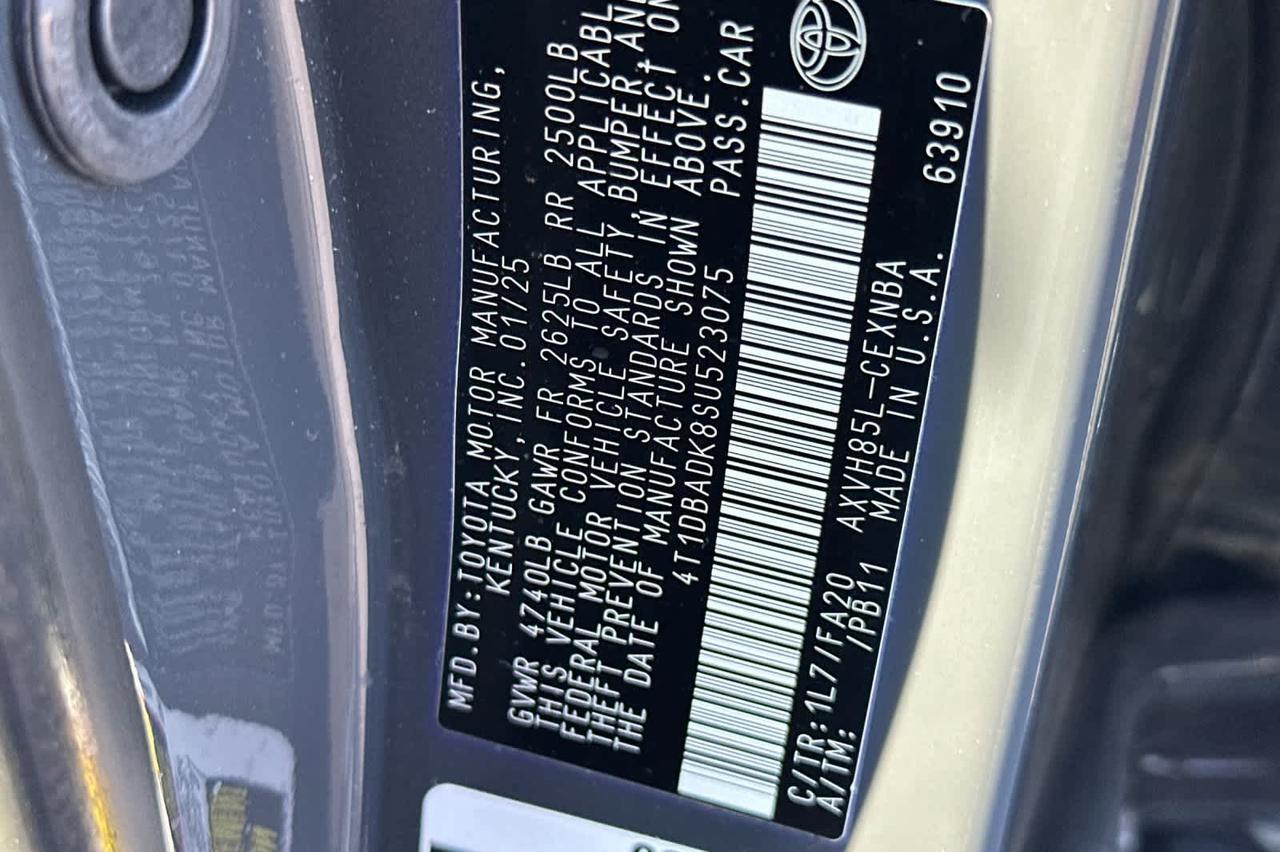 MFD.BY:TOYOTA MOTOR MANUFACTURING,
KENTUCKY,INC.01/25
GVWR 4740LB GAWR FR 2625LB RR 2500LB
THIS VEHICLE CONFORMS TO ALL APPLICABL
FEDERAL MOTOR VEHICLE SAFETY,BUMPER,AN
THEFT PREVENTION STANDARDS IN EFFECT ON
THE DATE OF MANUFACTURE SHOWN ABOVE.
4T1DBADK8SU523075 PASS.CAR
C/TR:1L7/FA20 AXVH85L-CEXNBA
A/TM: /PB11 MADE IN U.S.A. 63910